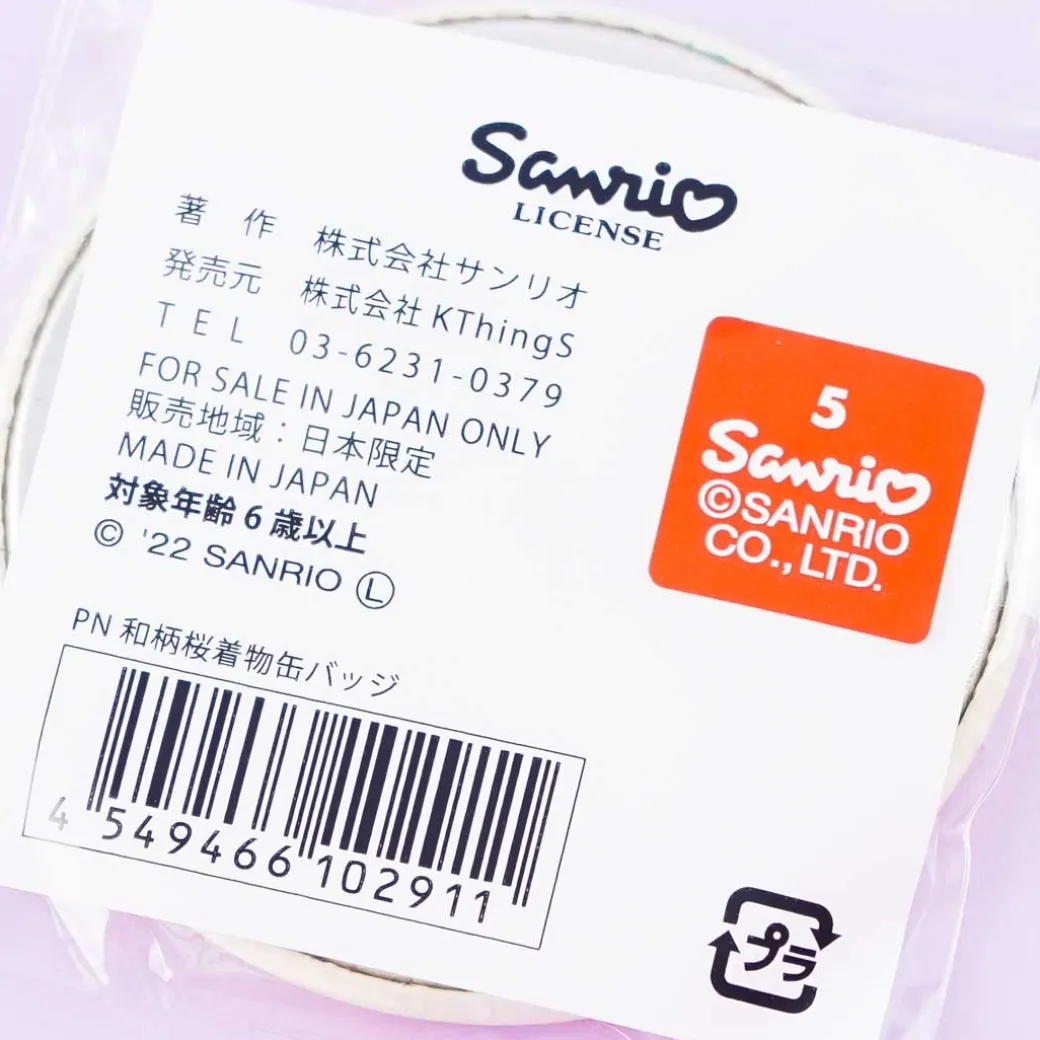 Sanrio
LICENSE
著 作 株式会社サンリオ
発売元 株式会社 KThingS
TEL 03-6231-0379
FOR SALE IN JAPAN ONLY
販売地域:日本限定
MADE IN JAPAN
対象年齢 6 歳以上
© '22 SANRIO Ⓛ
5
Sanrio
©SANRIO
CO., LTD.
PN 和柄桜着物缶バッジ
4 549466 102911
プラ